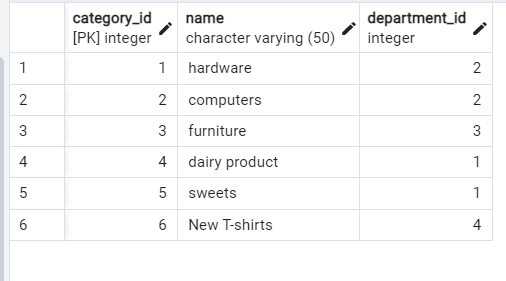 category_id name department_id
[PK] integer character varying (50) integer
1 1 hardware 2
2 2 computers 2
3 3 furniture 3
4 4 dairy product 1
5 5 sweets 1
6 6 New T-shirts 4